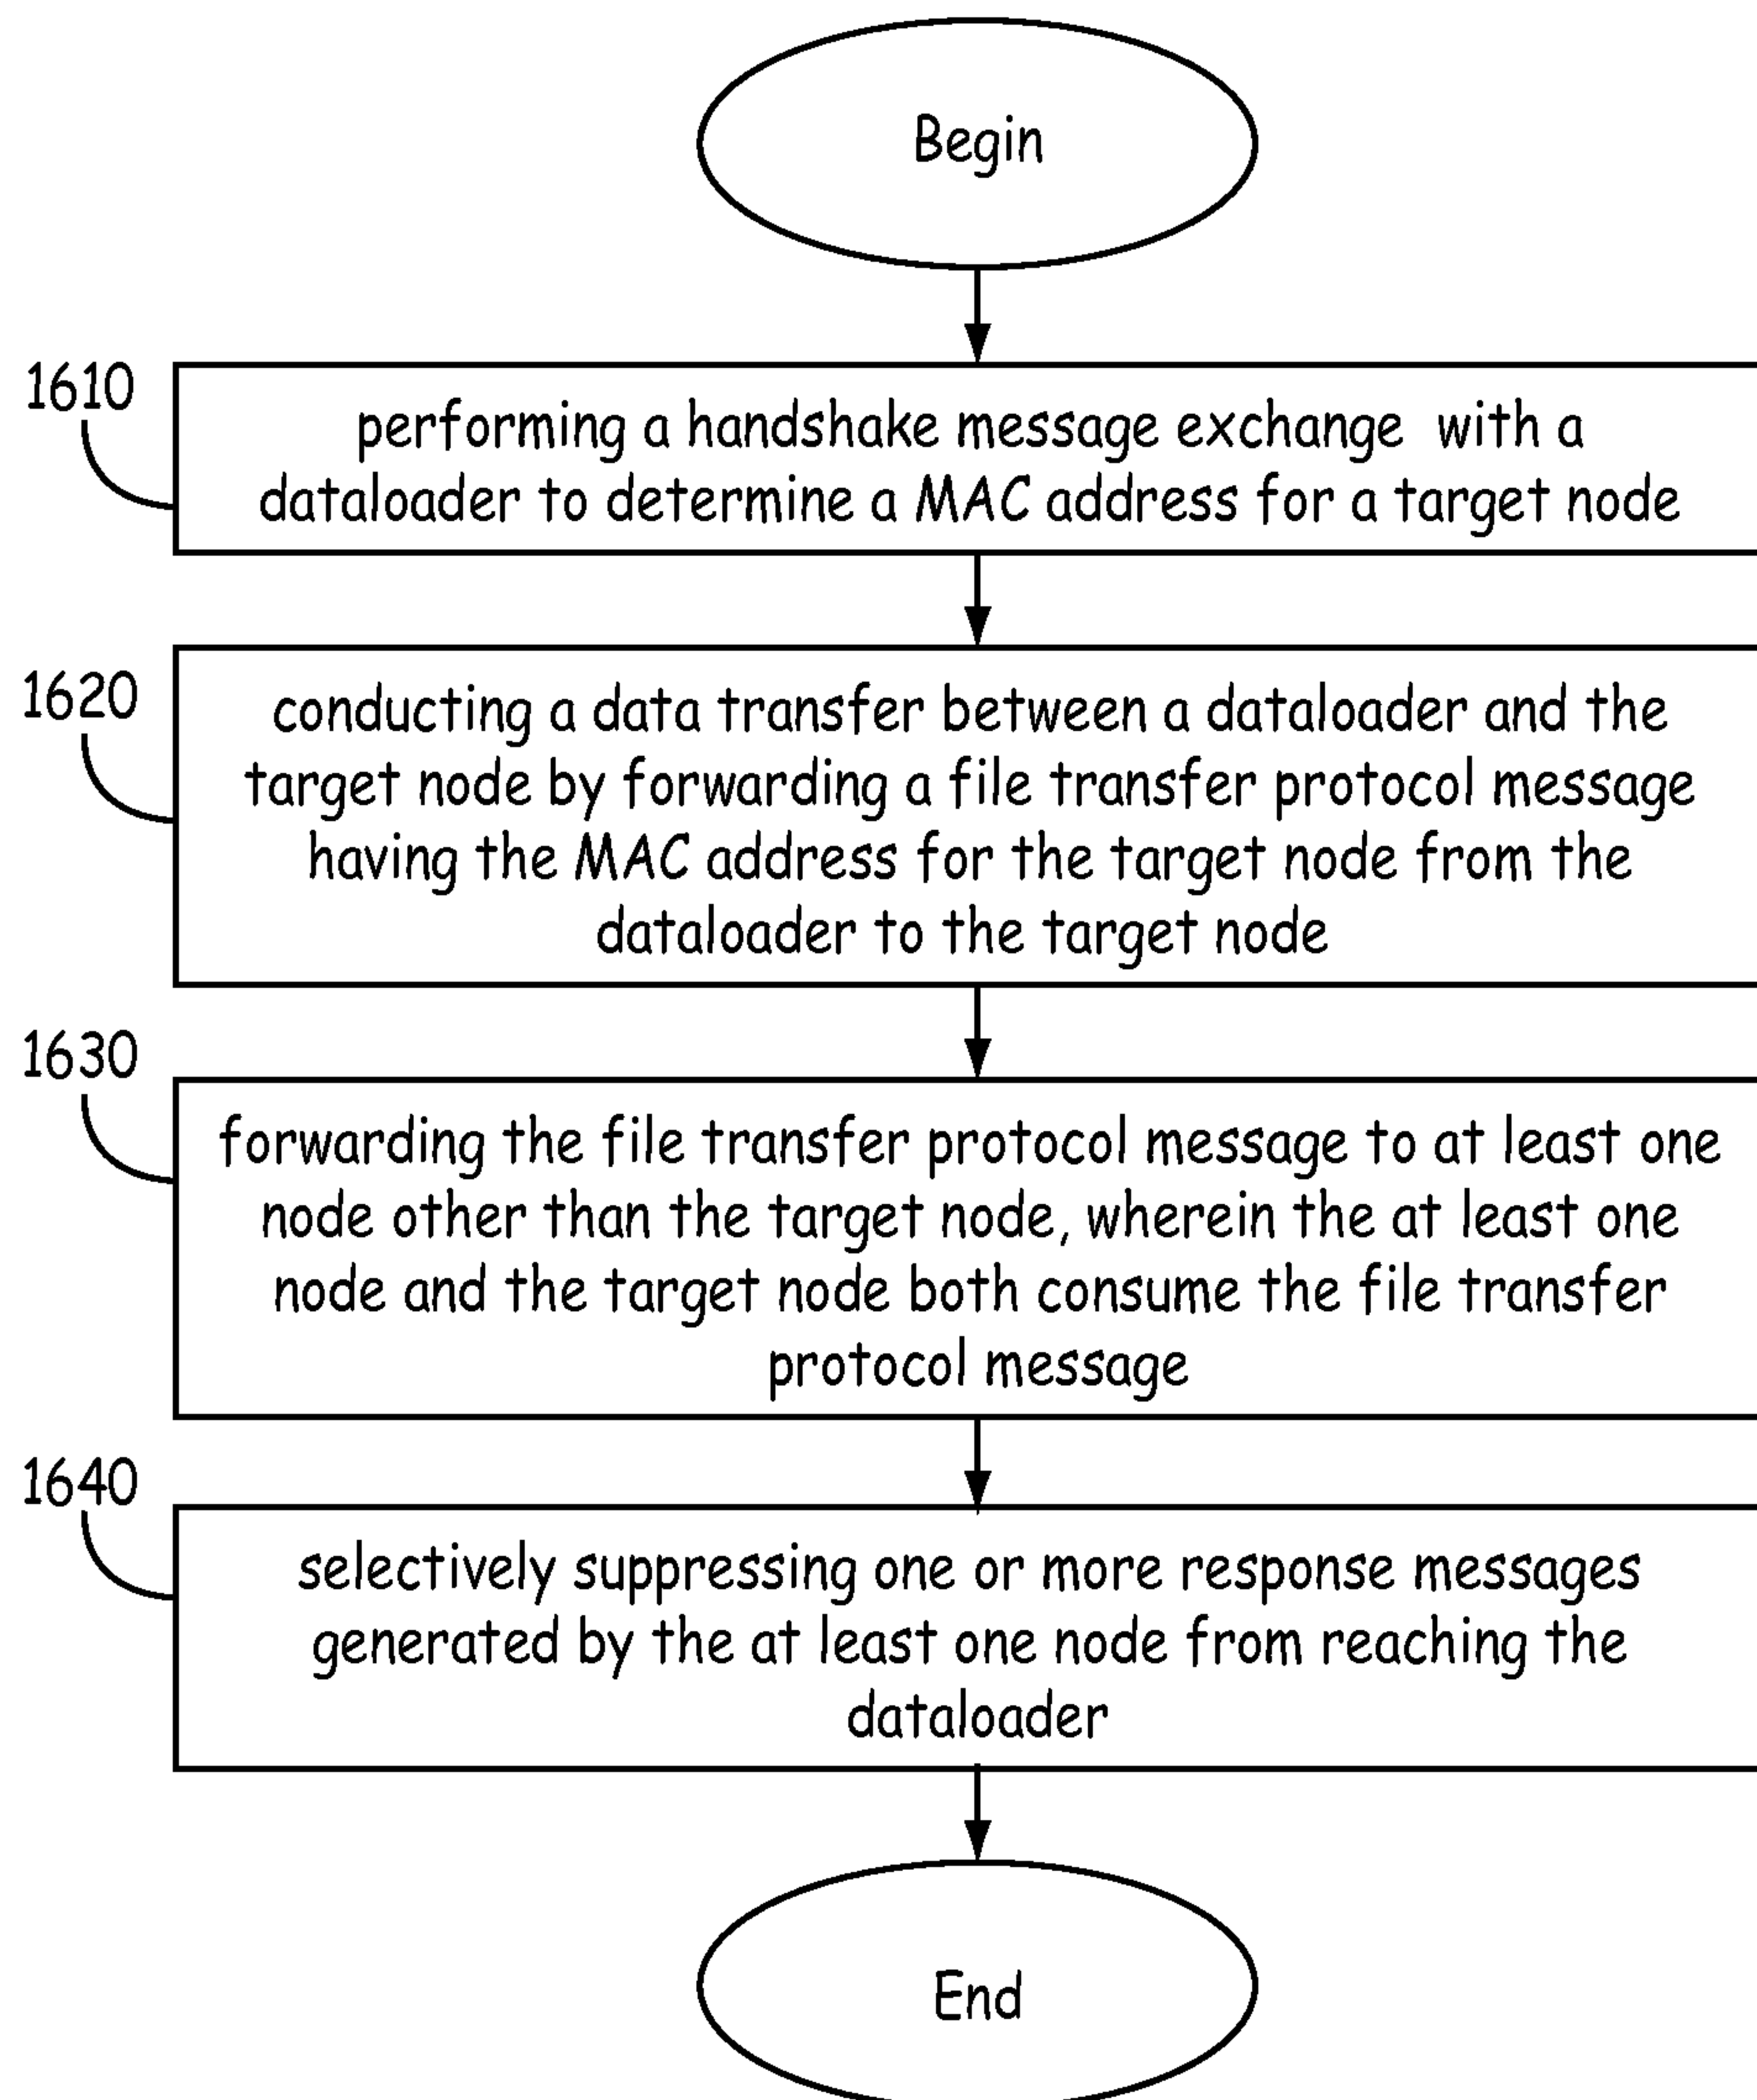 Begin
1610
performing a handshake message exchange with a
dataloader to determine a MAC address for a target node
1620
conducting a data transfer between a dataloader and the
target node by forwarding a file transfer protocol message
having the MAC address for the target node from the
dataloader to the target node
1630
forwarding the file transfer protocol message to at least one
node other than the target node, wherein the at least one
node and the target node both consume the file transfer
protocol message
1640
selectively suppressing one or more response messages
generated by the at least one node from reaching the
dataloader
End